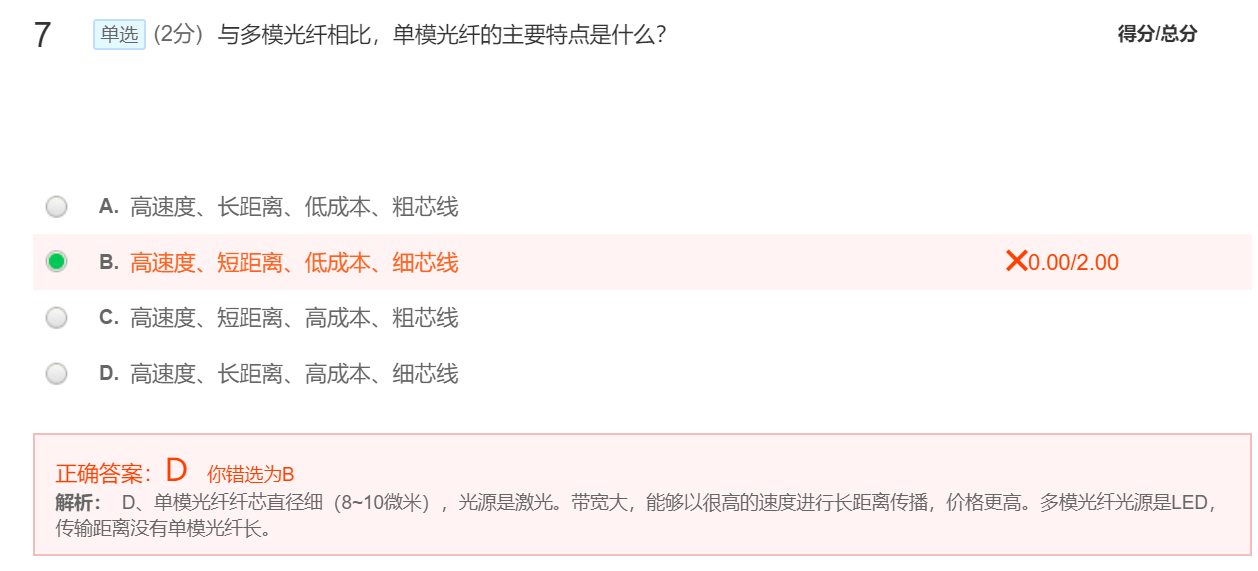 7 单选 (2分) 与多模光纤相比，单模光纤的主要特点是什么？ 得分/总分
A. 高速度、长距离、低成本、粗芯线
B. 高速度、短距离、低成本、细芯线 ×0.00/2.00
C. 高速度、短距离、高成本、粗芯线
D. 高速度、长距离、高成本、细芯线
正确答案：D 你错选为B
解析： D、单模光纤纤芯直径细（8~10微米），光源是激光。带宽大，能够以很高的速度进行长距离传播，价格更高。多模光纤光源是LED，
传输距离没有单模光纤长。